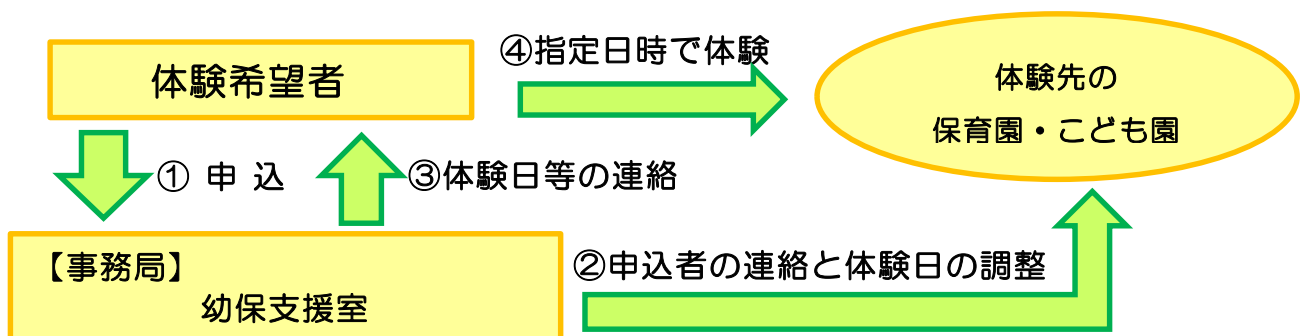 ④指定日時で体験
体験希望者
体験先の
保育園・こども園
① 申 込
③体験日等の連絡
【事務局】
幼保支援室
②申込者の連絡と体験日の調整